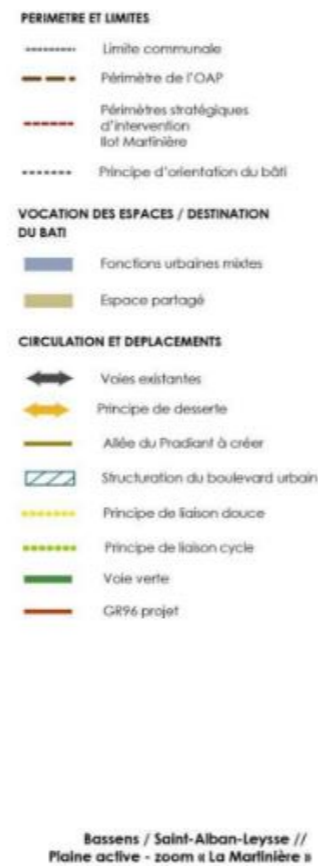 PERIMETRE ET LIMITES
Limite communale
Périmètre de l'OAP
Périmètres stratégiques
d'intervention
Ilot Martinière
Principe d'orientation du bâti
VOCATION DES ESPACES / DESTINATION
DU BATI
Fonctions urbaines mixtes
Espace partagé
CIRCULATION ET DEPLACEMENTS
Voies existantes
Principe de desserte
Allée du Pradiant à créer
Structuration du boulevard urbain
Principe de liaison douce
Principe de liaison cycle
Voie verte
GR96 projet
Bassens / Saint-Alban-Leysse //
Plaine active - zoom « La Martinière »